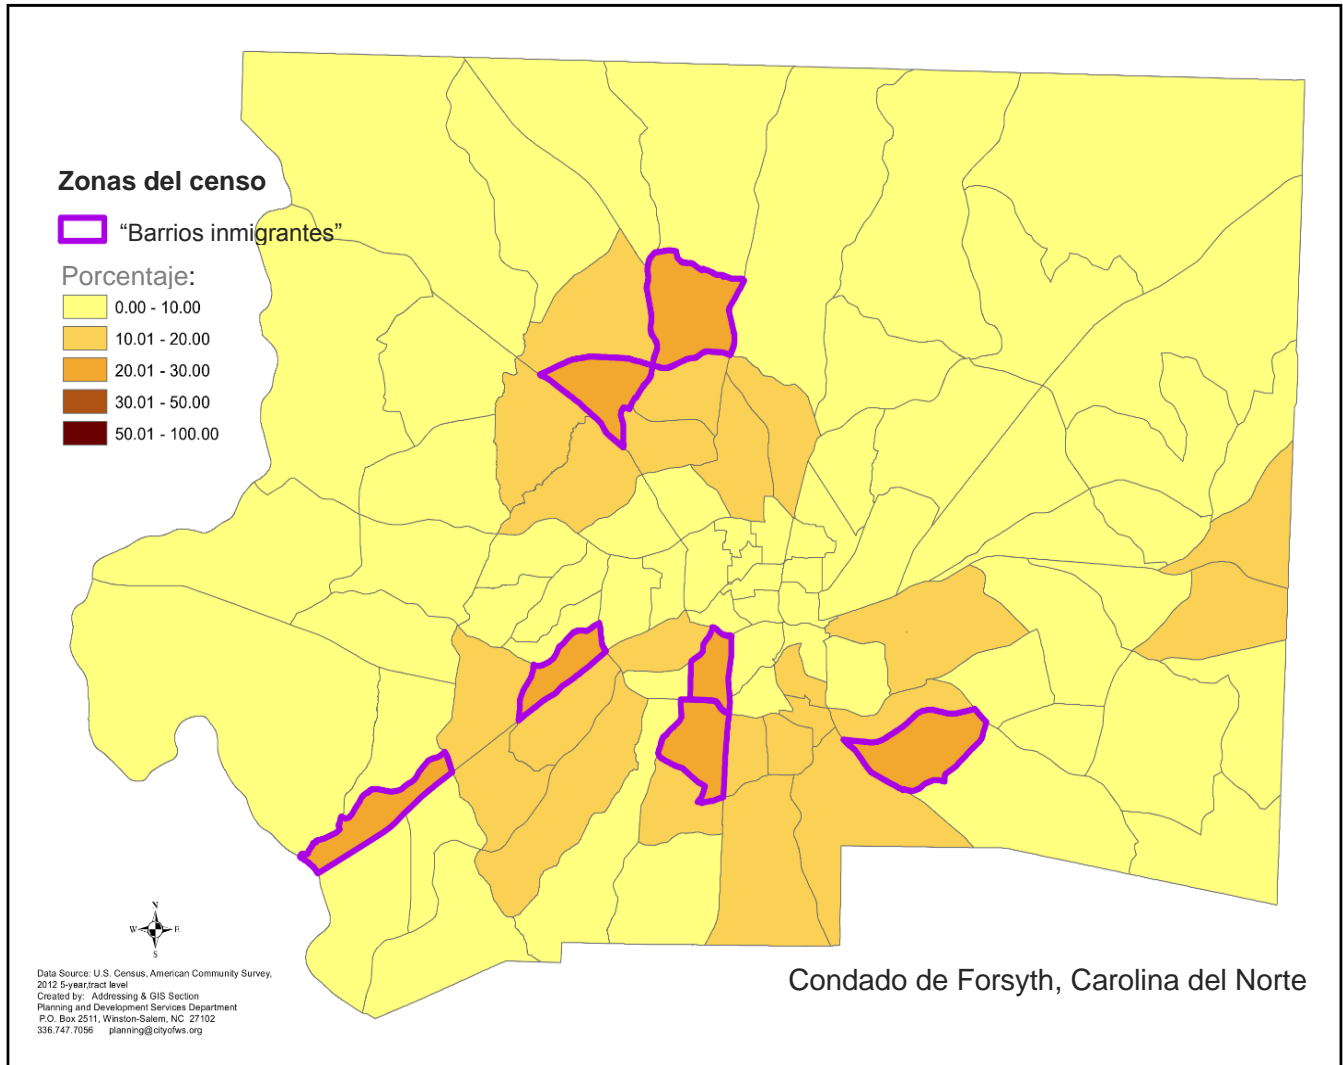 Zonas del censo
“Barrios inmigrantes”
Porcentaje:
0.00 - 10.00
10.01 - 20.00
20.01 - 30.00
30.01 - 50.00
50.01 - 100.00
N
W E
S
Data Source: U.S. Census, American Community Survey,
2012 5-year,tract level
Created by: Addressing & GIS Section
Planning and Development Services Department
P.O. Box 2511, Winston-Salem, NC 27102
336.747.7056 planning@cityofws.org
Condado de Forsyth, Carolina del Norte